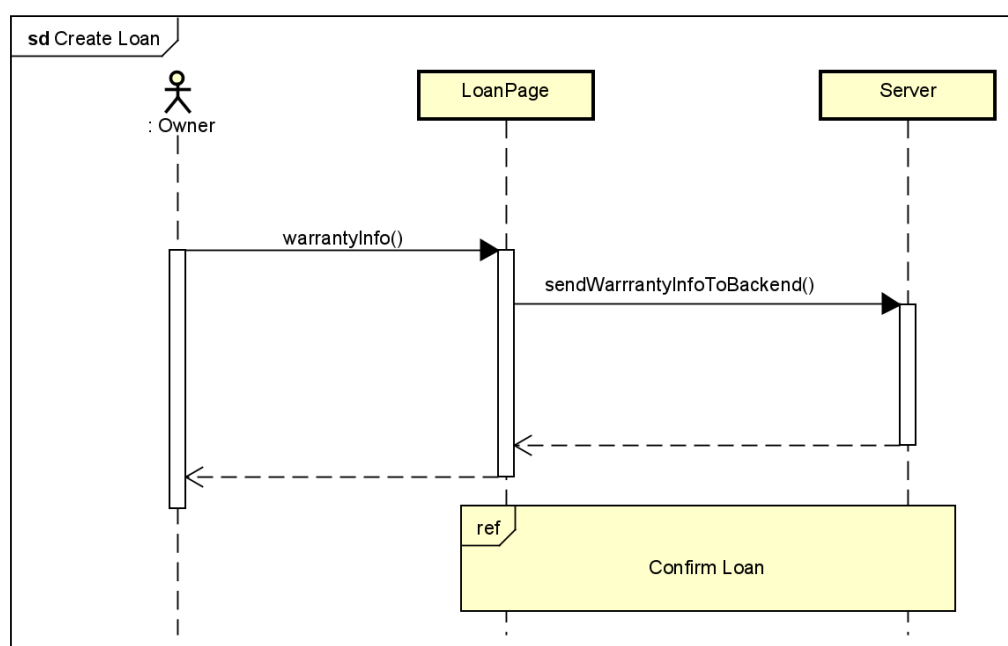 sd Create Loan
: Owner
LoanPage
Server
warrantyInfo()
sendWarrrantyInfoToBackend()
ref
Confirm Loan